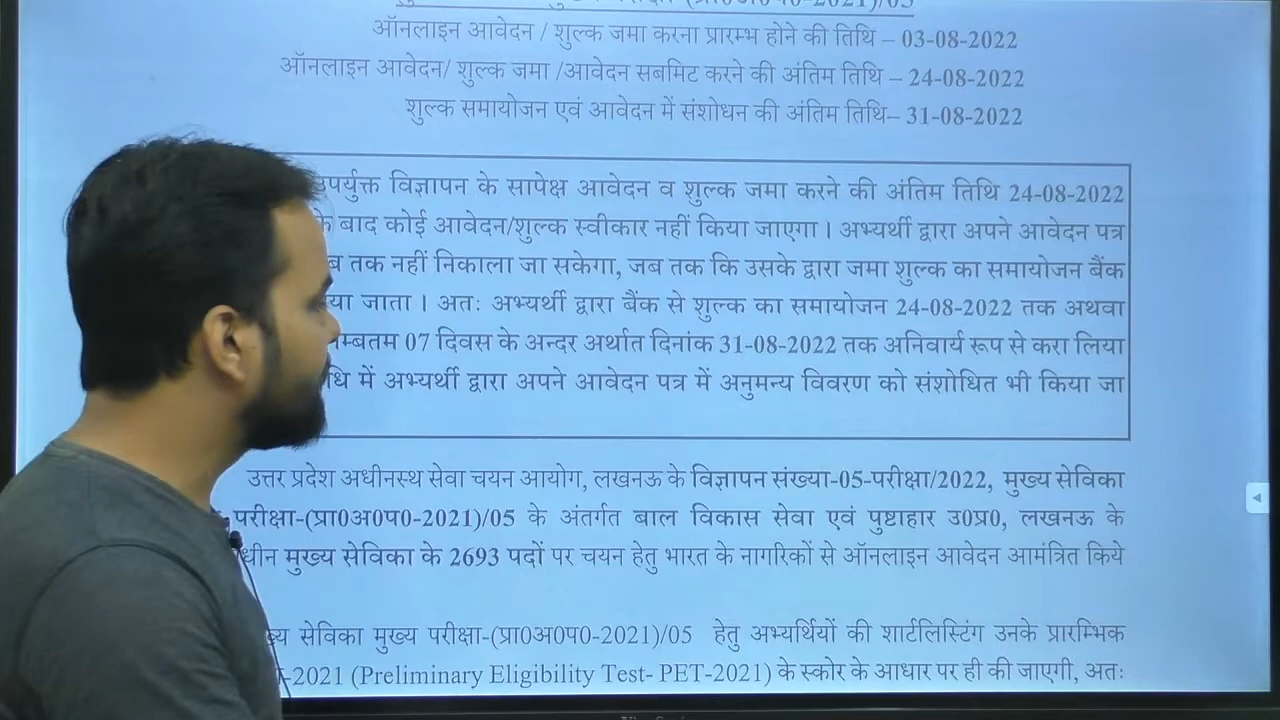 ऑनलाइन आवेदन / शुल्क जमा करना प्रारम्भ होने की तिथि – 03-08-2022
ऑनलाइन आवेदन/ शुल्क जमा /आवेदन सबमिट करने की अंतिम तिथि – 24-08-2022
शुल्क समायोजन एवं आवेदन में संशोधन की अंतिम तिथि– 31-08-2022
उपर्युक्त विज्ञापन के सापेक्ष आवेदन व शुल्क जमा करने की अंतिम तिथि 24-08-2022
के बाद कोई आवेदन/शुल्क स्वीकार नहीं किया जाएगा । अभ्यर्थी द्वारा अपने आवेदन पत्र
तक नहीं निकाला जा सकेगा, जब तक कि उसके द्वारा जमा शुल्क का समायोजन बैंक
जाता । अतः अभ्यर्थी द्वारा बैंक से शुल्क का समायोजन 24-08-2022 तक अथवा
07 दिवस के अन्दर अर्थात दिनांक 31-08-2022 तक अनिवार्य रूप से करा लिया
में अभ्यर्थी द्वारा अपने आवेदन पत्र में अनुमन्य विवरण को संशोधित भी किया जा
उत्तर प्रदेश अधीनस्थ सेवा चयन आयोग, लखनऊ के विज्ञापन संख्या-05-परीक्षा/2022, मुख्य सेविका
परीक्षा-(प्रा0अ0प0-2021)/05 के अंतर्गत बाल विकास सेवा एवं पुष्टाहार उ0प्र0, लखनऊ के
मुख्य सेविका के 2693 पदों पर चयन हेतु भारत के नागरिकों से ऑनलाइन आवेदन आमंत्रित किये
सेविका मुख्य परीक्षा-(प्रा0अ0प0-2021)/05 हेतु अभ्यर्थियों की शार्टलिस्टिंग उनके प्रारम्भिक
-2021 (Preliminary Eligibility Test- PET-2021) के स्कोर के आधार पर ही की जाएगी, अतः